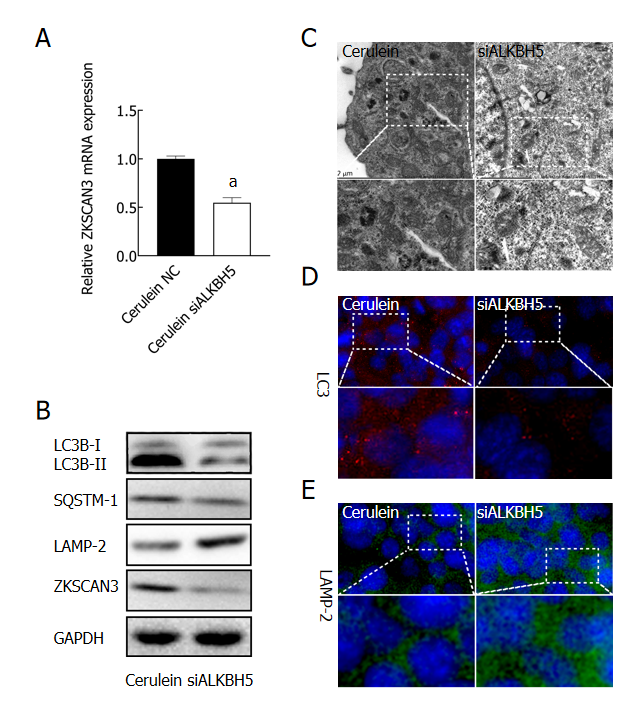 A
Relative ZKSCAN3 mRNA expression
1.5
1.0
0.5
0.0
a
Cerulein NC
Cerulein siALKBH5
B
LC3B-I
LC3B-II
SQSTM-1
LAMP-2
ZKSCAN3
GAPDH
Cerulein siALKBH5
C
Cerulein siALKBH5
2 μm
D
Cerulein siALKBH5
LC3
E
Cerulein siALKBH5
LAMP-2